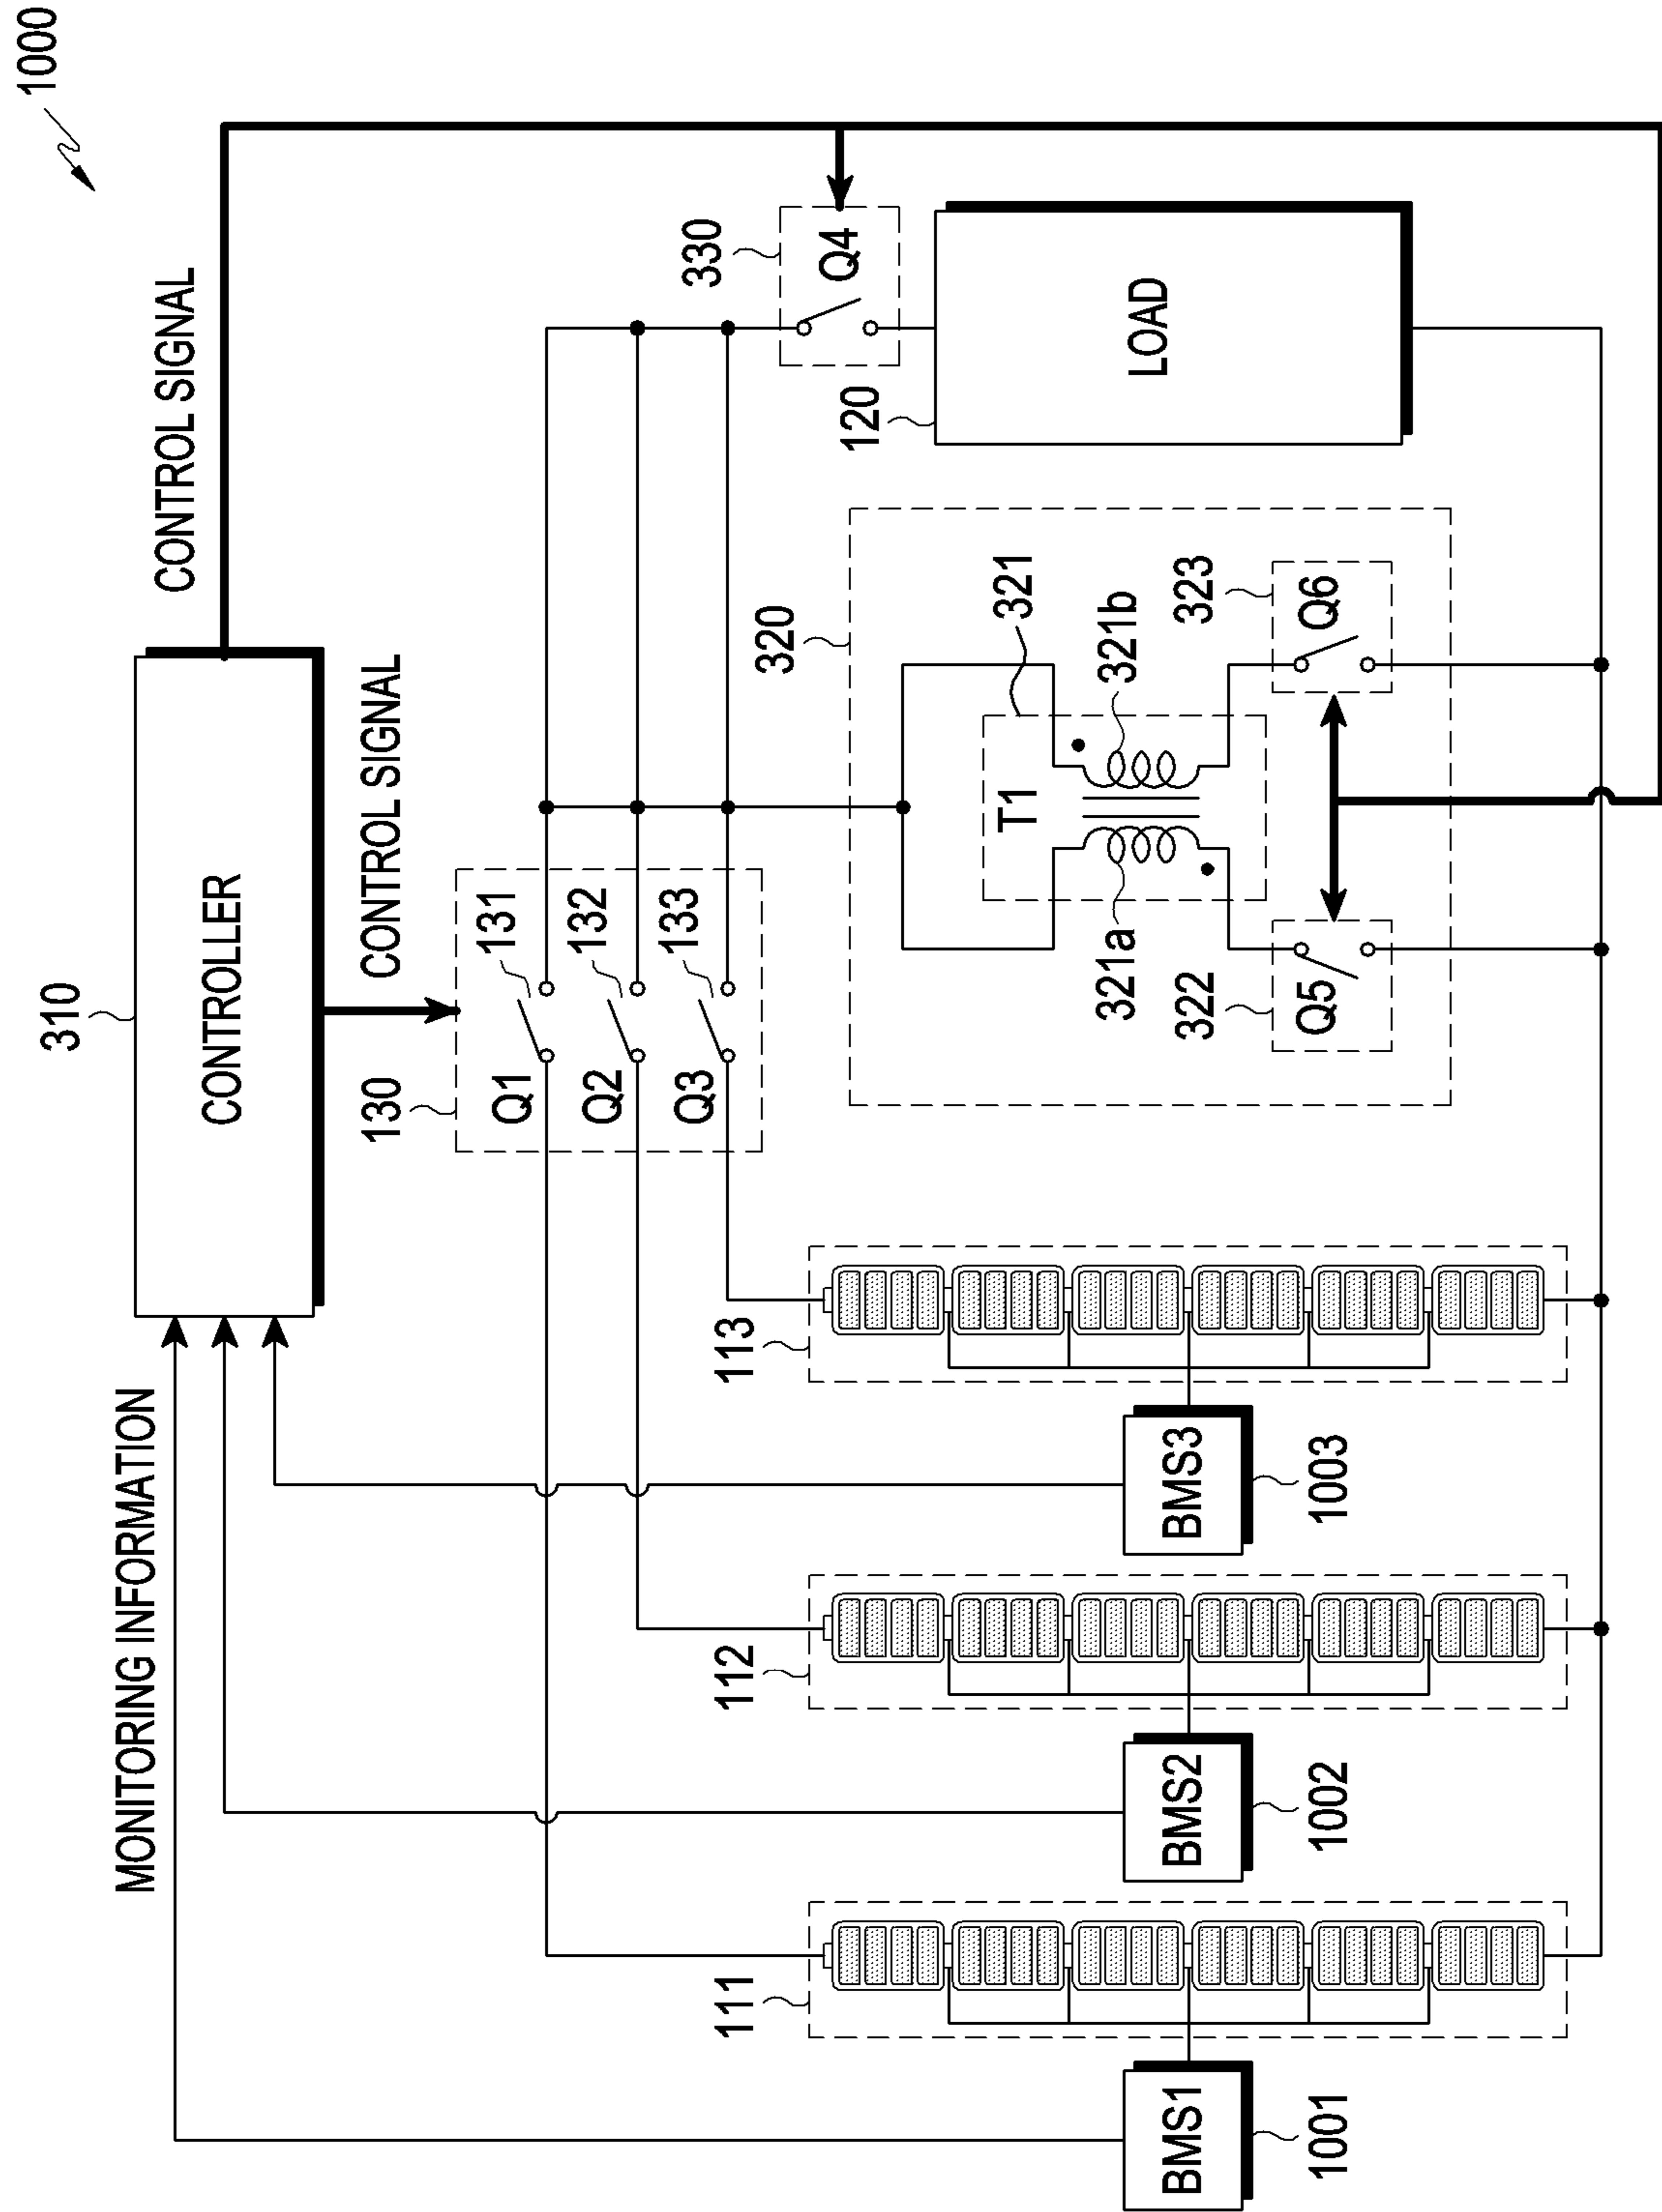 1000
CONTROL SIGNAL
310
CONTROLLER
CONTROL SIGNAL
MONITORING INFORMATION
130
Q1
131
Q2
132
Q3
133
330
Q4
120
LOAD
320
321
T1
321a
321b
322
Q5
323
Q6
111
112
113
BMS1
1001
BMS2
1002
BMS3
1003